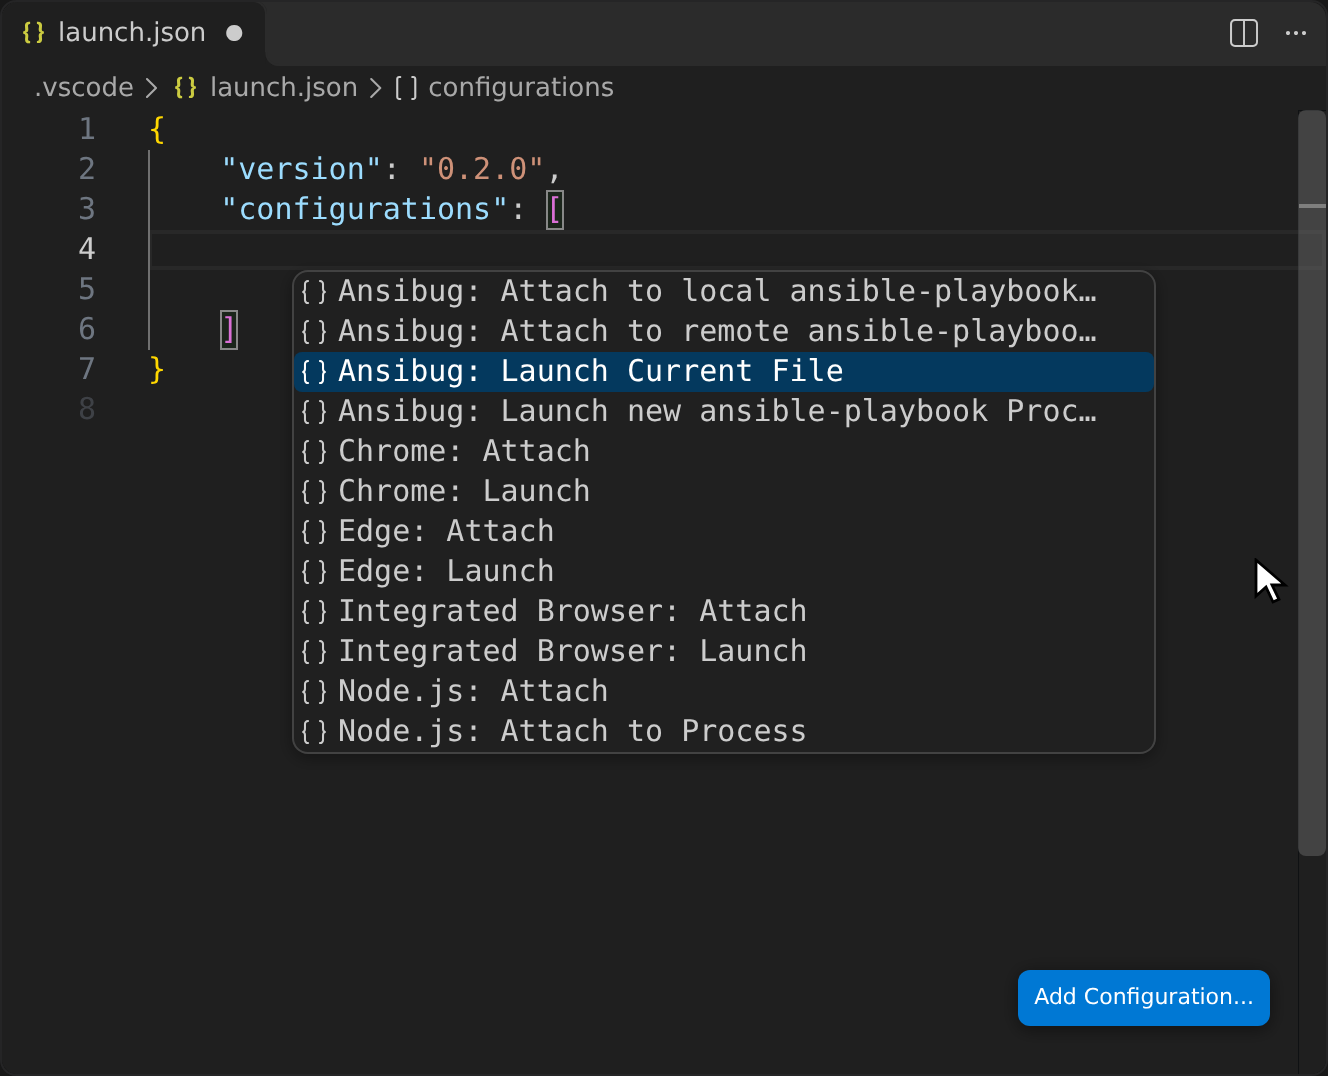 {} launch.json ●
.vscode > {} launch.json > [ ] configurations
1 {
2 "version": "0.2.0",
3 "configurations": [
4
5
6 ]
7 }
8
{} Ansibug: Attach to local ansible-playbook…
{} Ansibug: Attach to remote ansible-playboo…
{} Ansibug: Launch Current File
{} Ansibug: Launch new ansible-playbook Proc…
{} Chrome: Attach
{} Chrome: Launch
{} Edge: Attach
{} Edge: Launch
{} Integrated Browser: Attach
{} Integrated Browser: Launch
{} Node.js: Attach
{} Node.js: Attach to Process
Add Configuration...